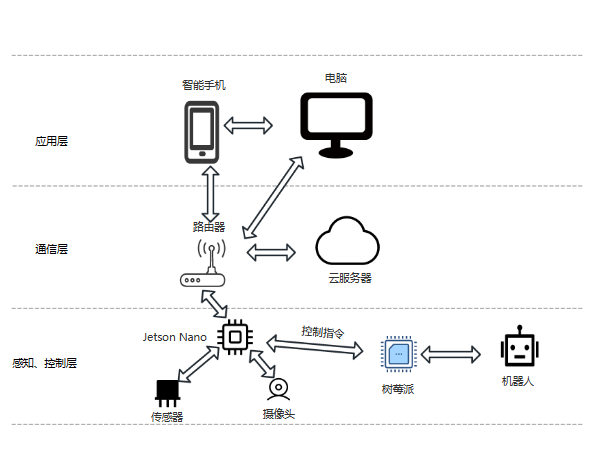 电脑
智能手机
应用层
路由器
通信层
云服务器
控制指令
Jetson Nano
感知、控制层
机器人
树莓派
传感器
摄像头